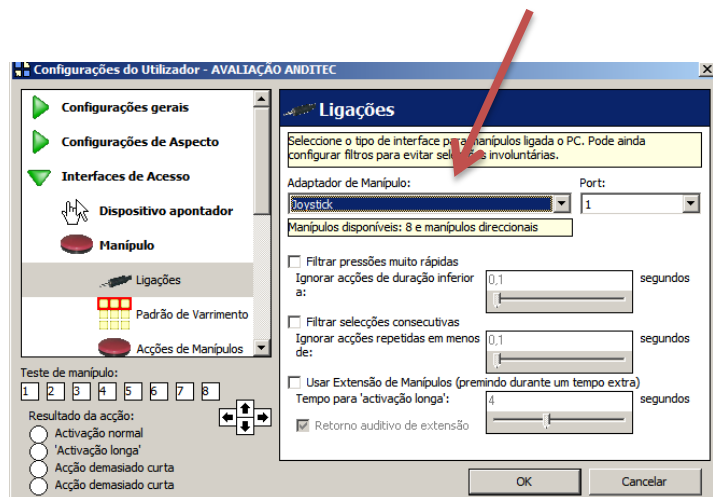 Configurações do Utilizador - AVALIAÇÃO ANDITEC
Configurações gerais
Configurações de Aspecto
Interfaces de Acesso
Dispositivo apontador
Manípulo
Ligações
Padrão de Varrimento
Acções de Manípulos
Teste de manípulo:
1 2 3 4 5 6 7 8
Resultado da acção:
Activação normal
'Activação longa'
Acção demasiado curta
Acção demasiado curta
Ligações
Seleccione o tipo de interface para manípulos ligada o PC. Pode ainda
configurar filtros para evitar selecções involuntárias.
Adaptador de Manípulo: Port:
Joystick 1
Manípulos disponíveis: 8 e manípulos direccionais
Filtrar pressões muito rápidas
Ignorar acções de duração inferior 0,1 segundos
a:
Filtrar selecções consecutivas
Ignorar acções repetidas em menos 0,1 segundos
de:
Usar Extensão de Manípulos (premindo durante um tempo extra)
Tempo para 'activação longa': 4 segundos
Retorno auditivo de extensão
OK Cancelar